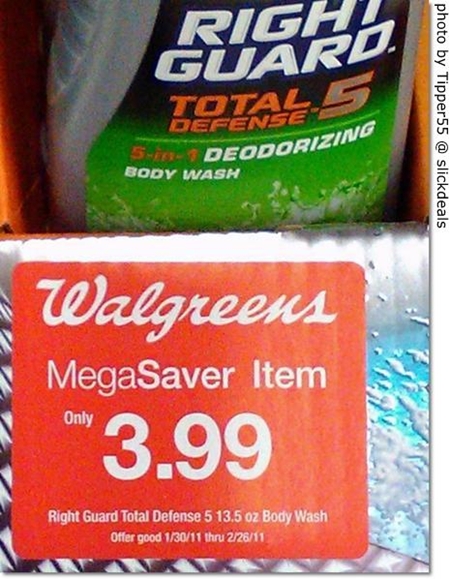 RIGHT
GUARD
TOTAL
DEFENSE 5
5-in-1 DEODORIZING
BODY WASH
photo by Tipper55 @ slickdeals
Walgreens
MegaSaver Item
Only
3.99
Right Guard Total Defense 5 13.5 oz Body Wash
Offer good 1/30/11 thru 2/26/11